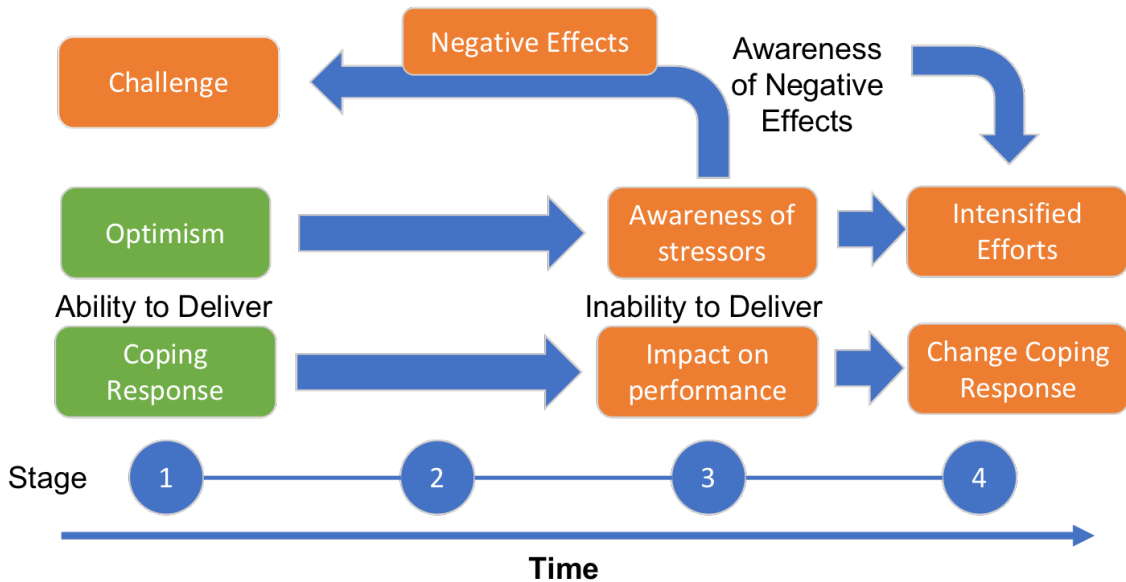 Negative Effects
Challenge
Awareness
of Negative
Effects
Optimism
Awareness of
stressors
Intensified
Efforts
Ability to Deliver
Inability to Deliver
Coping
Response
Impact on
performance
Change Coping
Response
Stage
1
2
3
4
Time